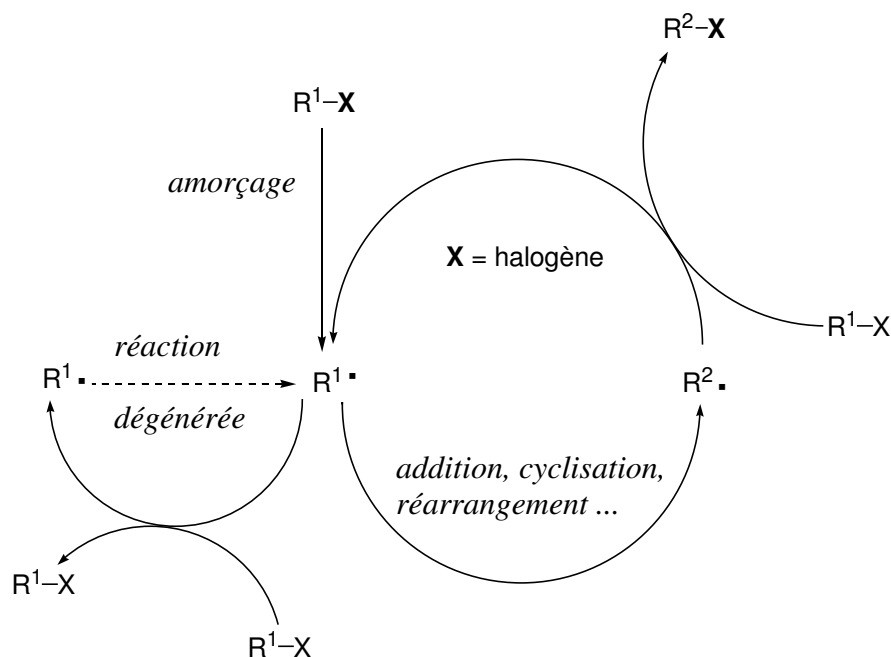 R²–X
R¹–X
amorçage
X = halogène
R¹–X
réaction
R¹▪
R¹▪
R²▪
dégénérée
addition, cyclisation,
réarrangement ...
R¹–X
R¹–X